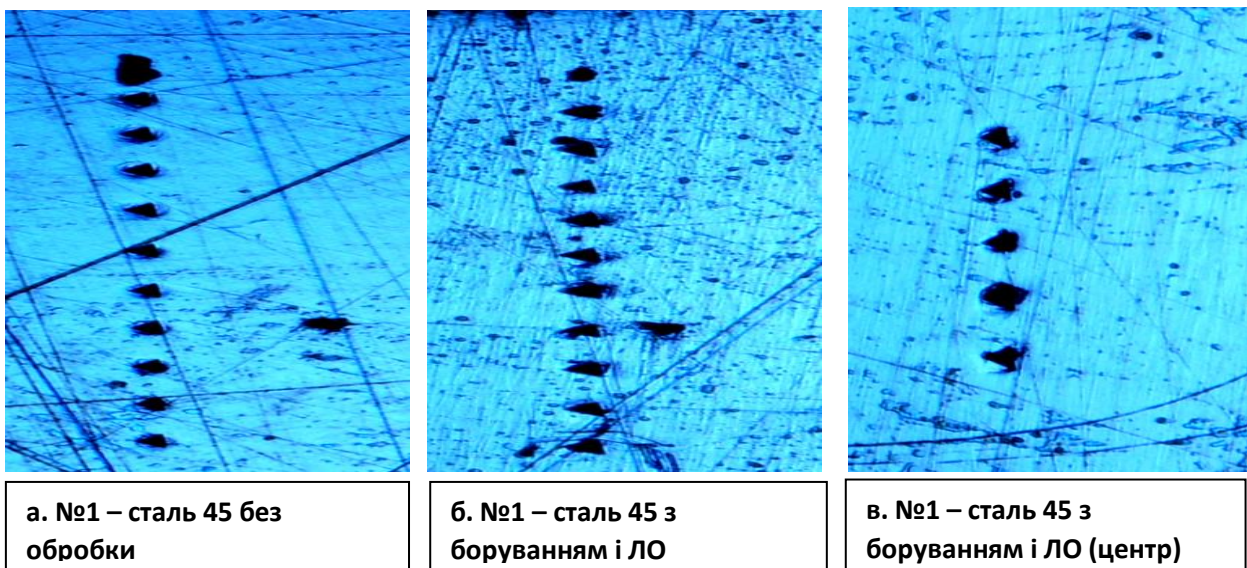 а. №1 – сталь 45 без
обробки
б. №1 – сталь 45 з
боруванням і ЛО
в. №1 – сталь 45 з
боруванням і ЛО (центр)